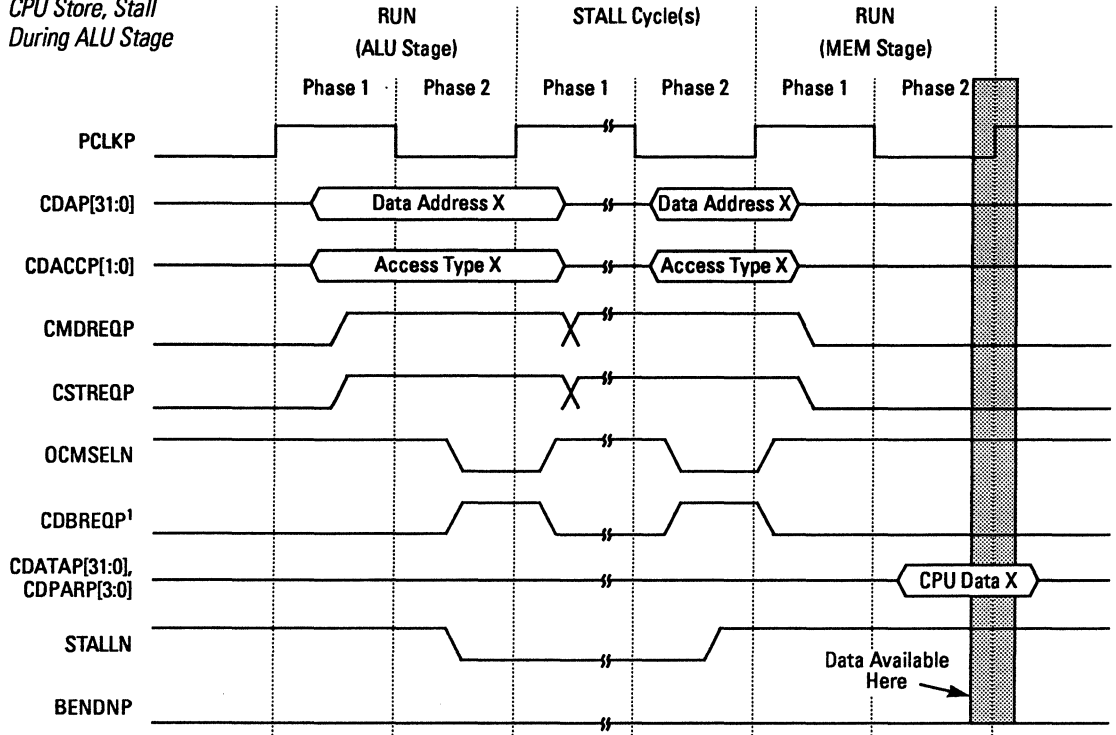 CPU Store, Stall
During ALU Stage
RUN
(ALU Stage)
STALL Cycle(s)
RUN
(MEM Stage)
Phase 1
Phase 2
Phase 1
Phase 2
Phase 1
Phase 2
PCLKP
CDAP[31:0]
Data Address X
Data Address X
CDACCP[1:0]
Access Type X
Access Type X
CMDREQP
CSTREQP
OCMSELN
CDBREQP¹
CDATAP[31:0],
CDPARP[3:0]
CPU Data X
STALLN
Data Available
Here
BENDNP